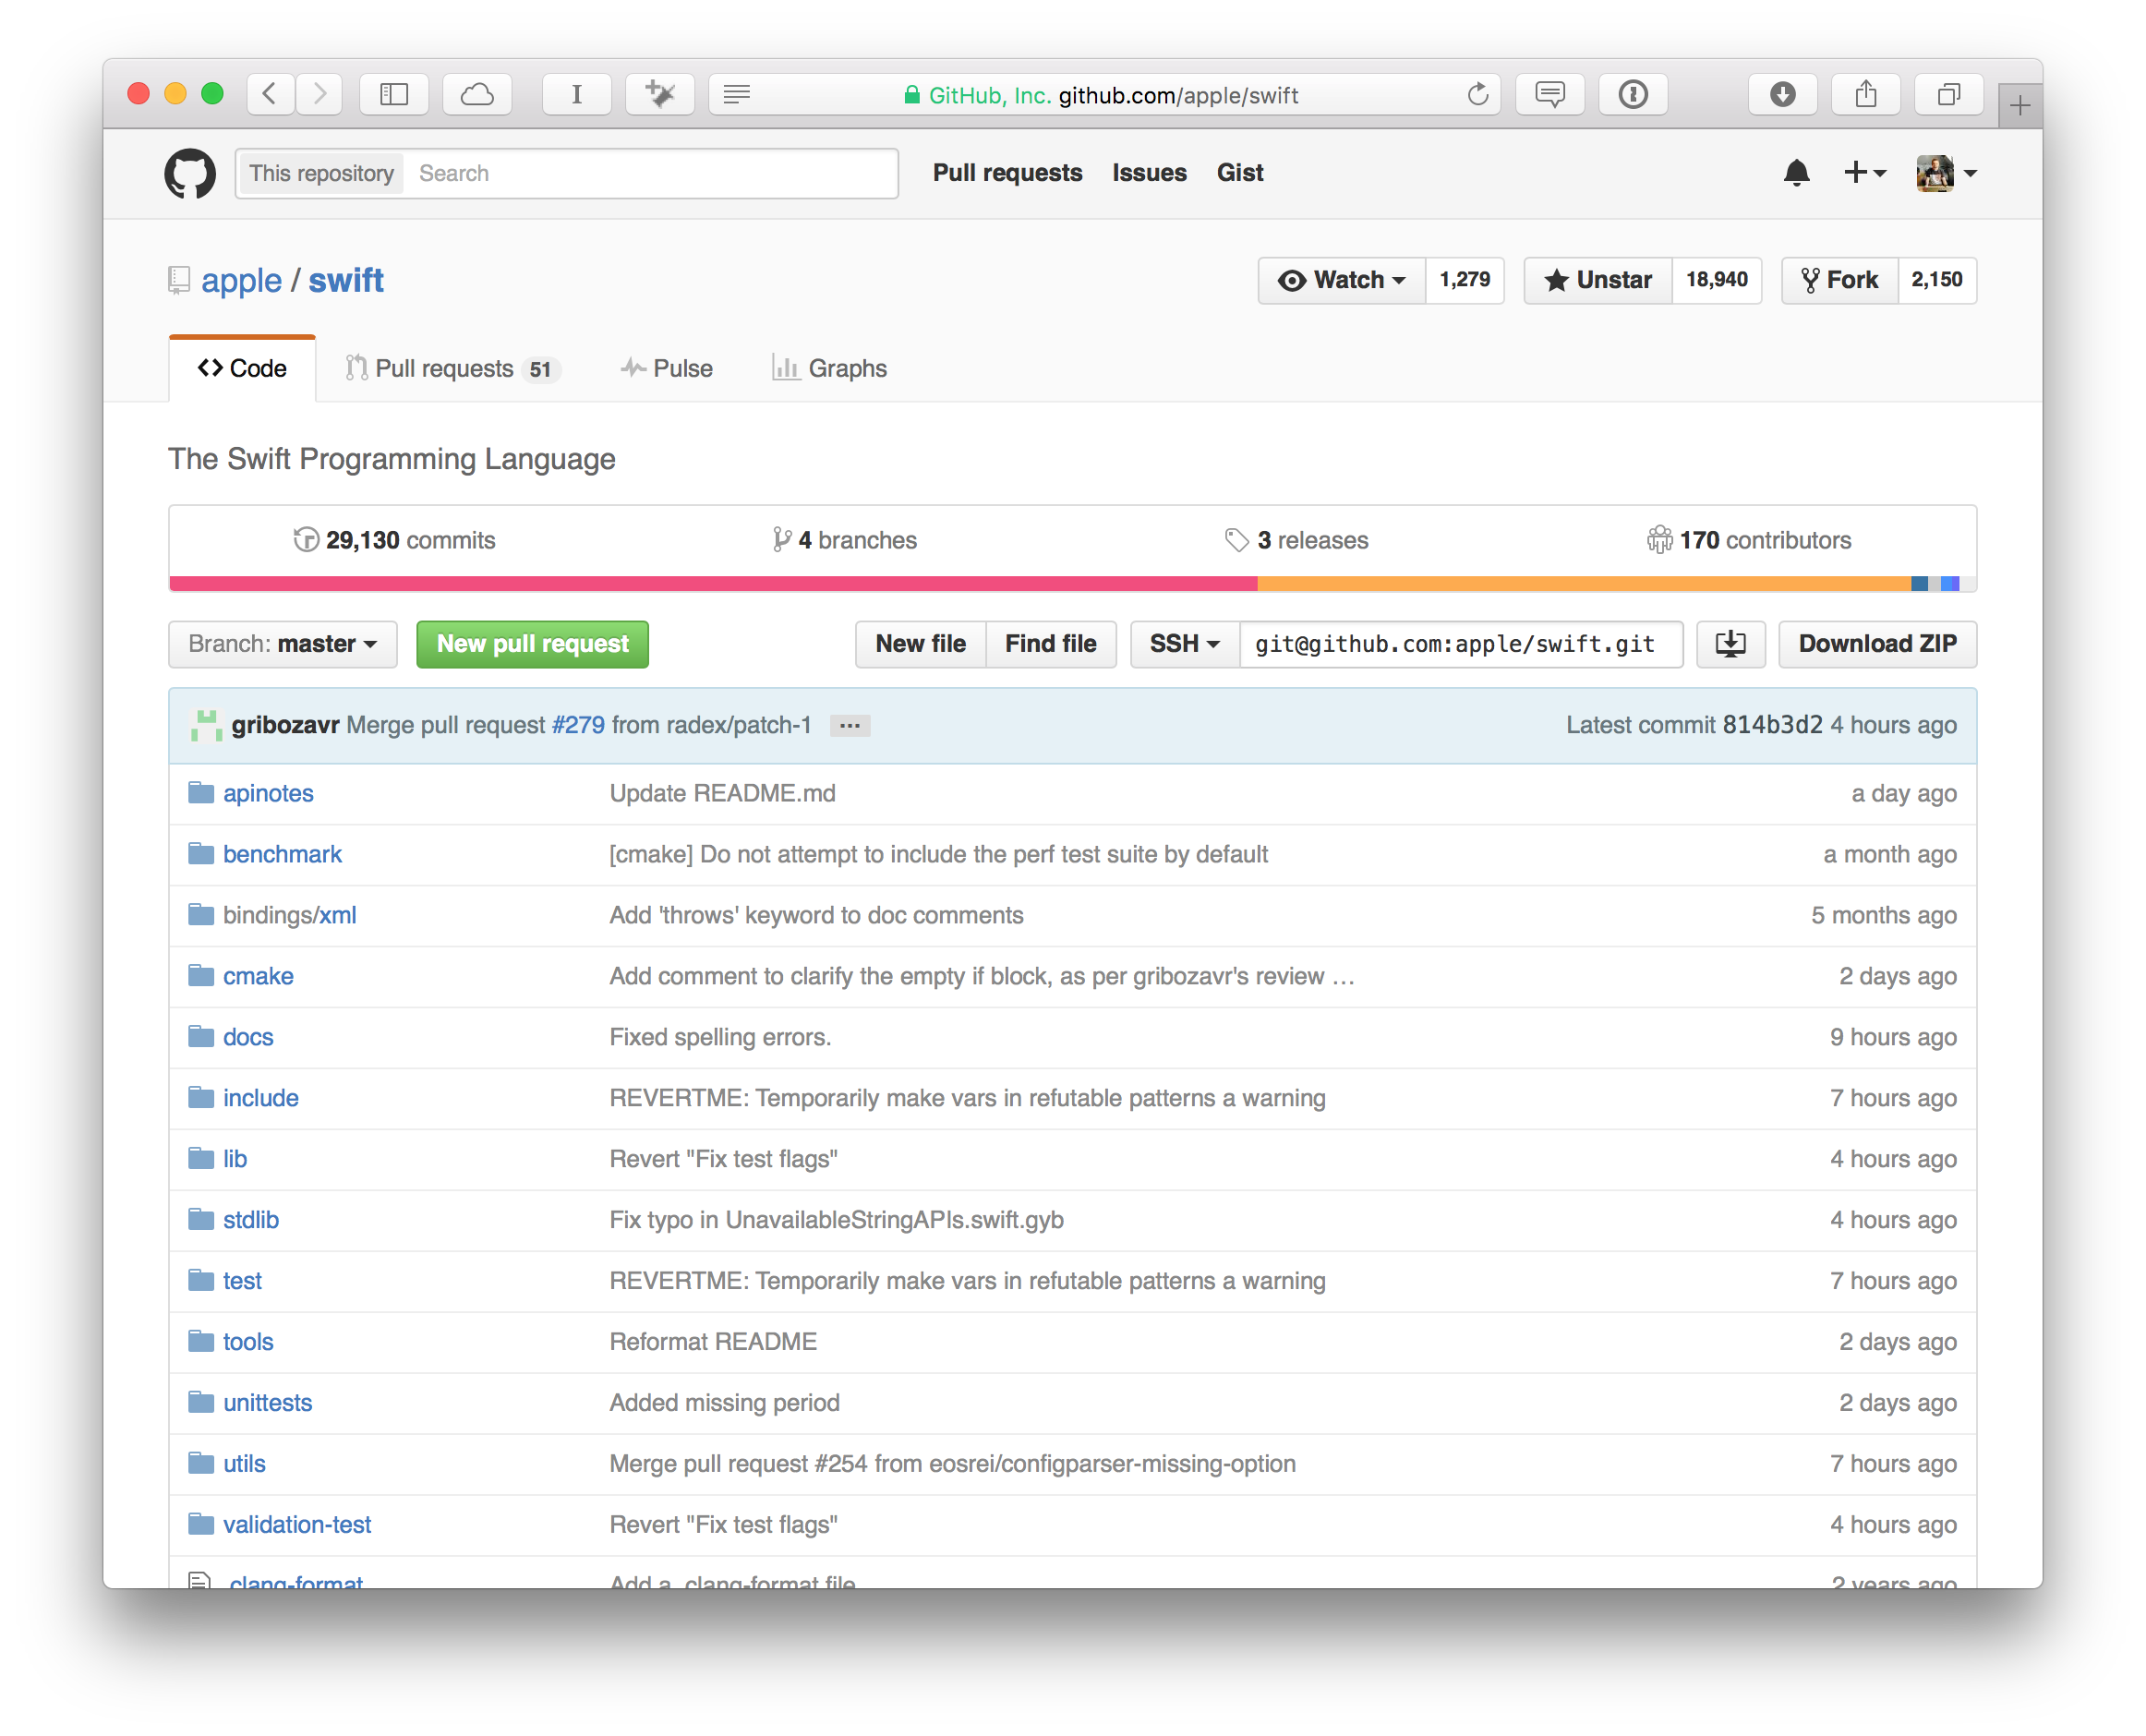 GitHub, Inc. github.com/apple/swift
This repository Search Pull requests Issues Gist
apple / swift Watch 1,279 Unstar 18,940 Fork 2,150
Code Pull requests 51 Pulse Graphs
The Swift Programming Language
29,130 commits 4 branches 3 releases 170 contributors
Branch: master New pull request New file Find file SSH git@github.com:apple/swift.git Download ZIP
gribozavr Merge pull request #279 from radex/patch-1 ... Latest commit 814b3d2 4 hours ago
apinotes Update README.md a day ago
benchmark [cmake] Do not attempt to include the perf test suite by default a month ago
bindings/xml Add 'throws' keyword to doc comments 5 months ago
cmake Add comment to clarify the empty if block, as per gribozavr's review … 2 days ago
docs Fixed spelling errors. 9 hours ago
include REVERTME: Temporarily make vars in refutable patterns a warning 7 hours ago
lib Revert "Fix test flags" 4 hours ago
stdlib Fix typo in UnavailableStringAPIs.swift.gyb 4 hours ago
test REVERTME: Temporarily make vars in refutable patterns a warning 7 hours ago
tools Reformat README 2 days ago
unittests Added missing period 2 days ago
utils Merge pull request #254 from eosrei/configparser-missing-option 7 hours ago
validation-test Revert "Fix test flags" 4 hours ago
.clang-format Add a .clang-format file 2 years ago